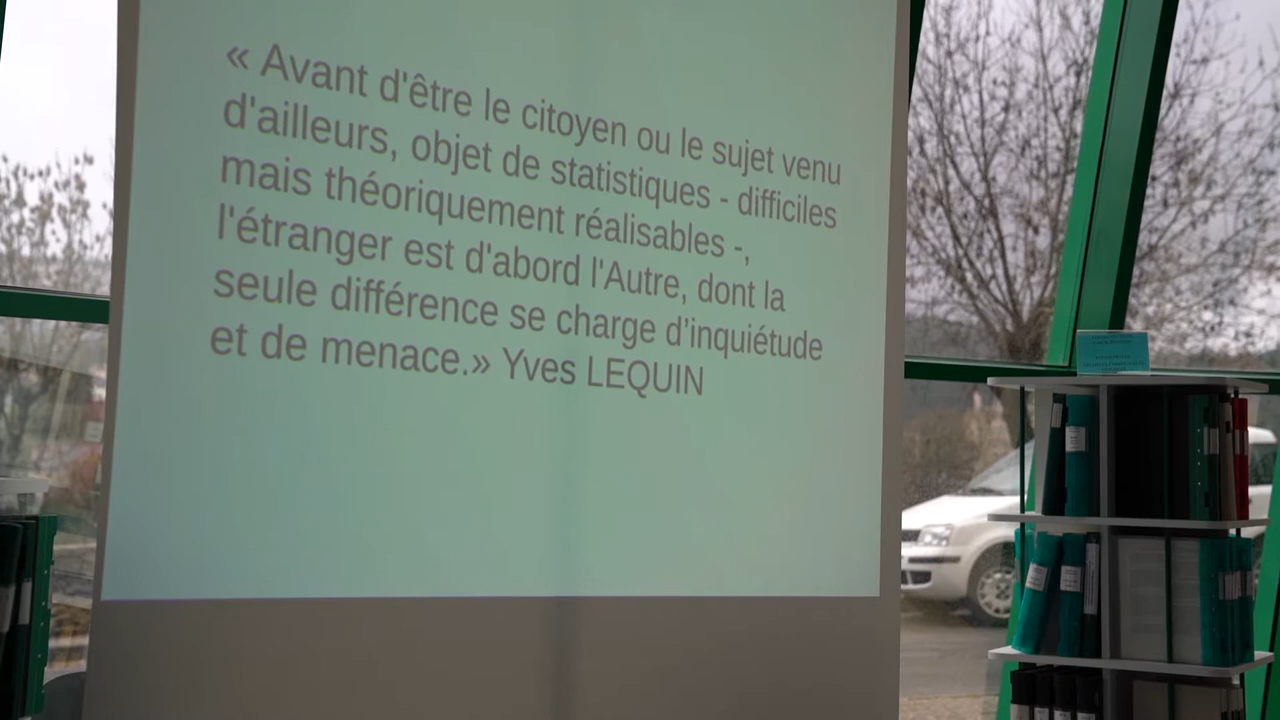 « Avant d'être le citoyen ou le sujet venu
d'ailleurs, objet de statistiques - difficiles
mais théoriquement réalisables -,
l'étranger est d'abord l'Autre, dont la
seule différence se charge d’inquiétude
et de menace.» Yves LEQUIN